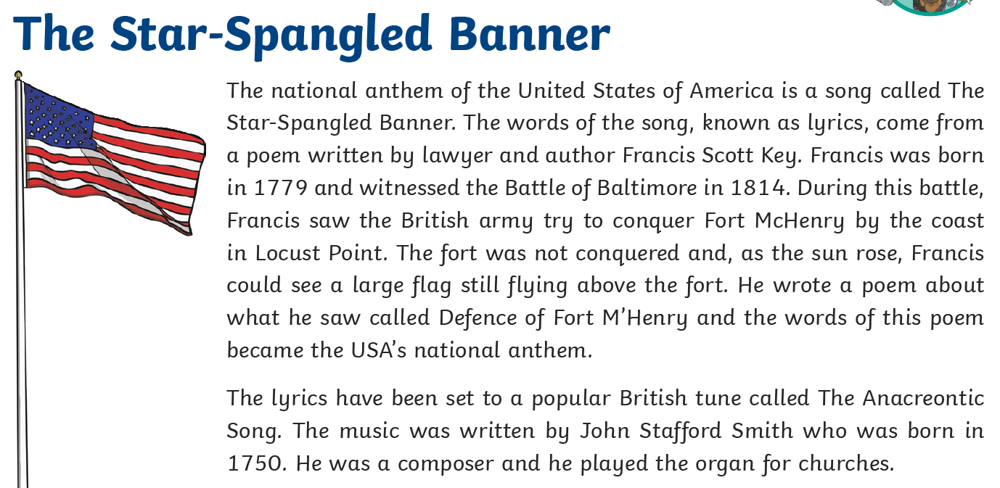 The Star-Spangled Banner
The national anthem of the United States of America is a song called The
Star-Spangled Banner. The words of the song, known as lyrics, come from
a poem written by lawyer and author Francis Scott Key. Francis was born
in 1779 and witnessed the Battle of Baltimore in 1814. During this battle,
Francis saw the British army try to conquer Fort McHenry by the coast
in Locust Point. The fort was not conquered and, as the sun rose, Francis
could see a large flag still flying above the fort. He wrote a poem about
what he saw called Defence of Fort M’Henry and the words of this poem
became the USA’s national anthem.
The lyrics have been set to a popular British tune called The Anacreontic
Song. The music was written by John Stafford Smith who was born in
1750. He was a composer and he played the organ for churches.